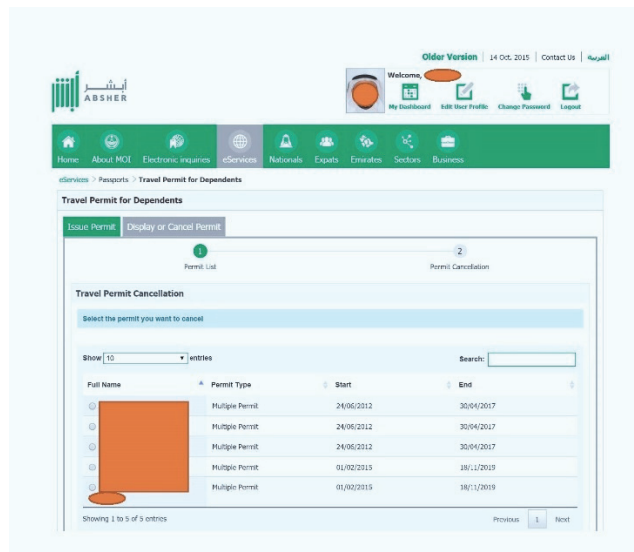 Older Version | 14 Oct. 2015 | Contact Us | العربية
Welcome,
أبشر
ABSHER
My Dashboard Edit User Profile Change Password Logout
Home About MOI Electronic inquiries eServices Nationals Expats Emirates Sectors Business
eServices > Passports > Travel Permit for Dependents
Travel Permit for Dependents
Issue Permit Display or Cancel Permit
1 2
Permit List Permit Cancellation
Travel Permit Cancellation
Select the permit you want to cancel
Show 10 entries Search:
Full Name Permit Type Start End
Multiple Permit 24/06/2012 30/04/2017
Multiple Permit 24/06/2012 30/04/2017
Multiple Permit 24/06/2012 30/04/2017
Multiple Permit 01/02/2015 18/11/2019
Multiple Permit 01/02/2015 18/11/2019
Showing 1 to 5 of 5 entries Previous 1 Next